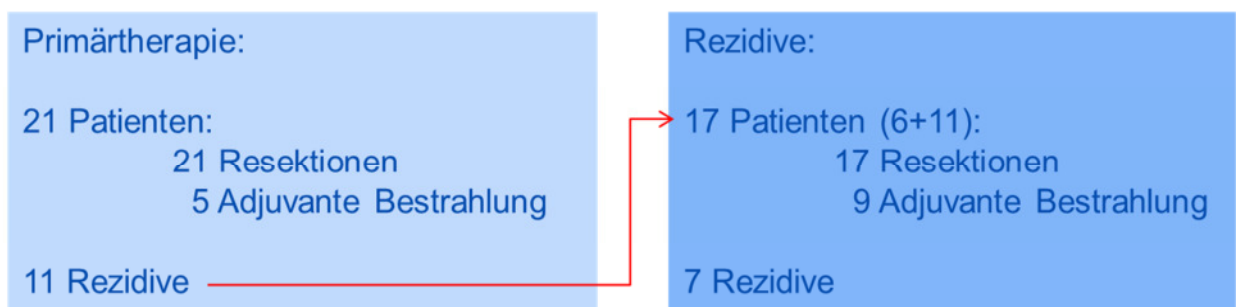 Primärtherapie:
21 Patienten:
21 Resektionen
5 Adjuvante Bestrahlung
11 Rezidive
Rezidive:
17 Patienten (6+11):
17 Resektionen
9 Adjuvante Bestrahlung
7 Rezidive